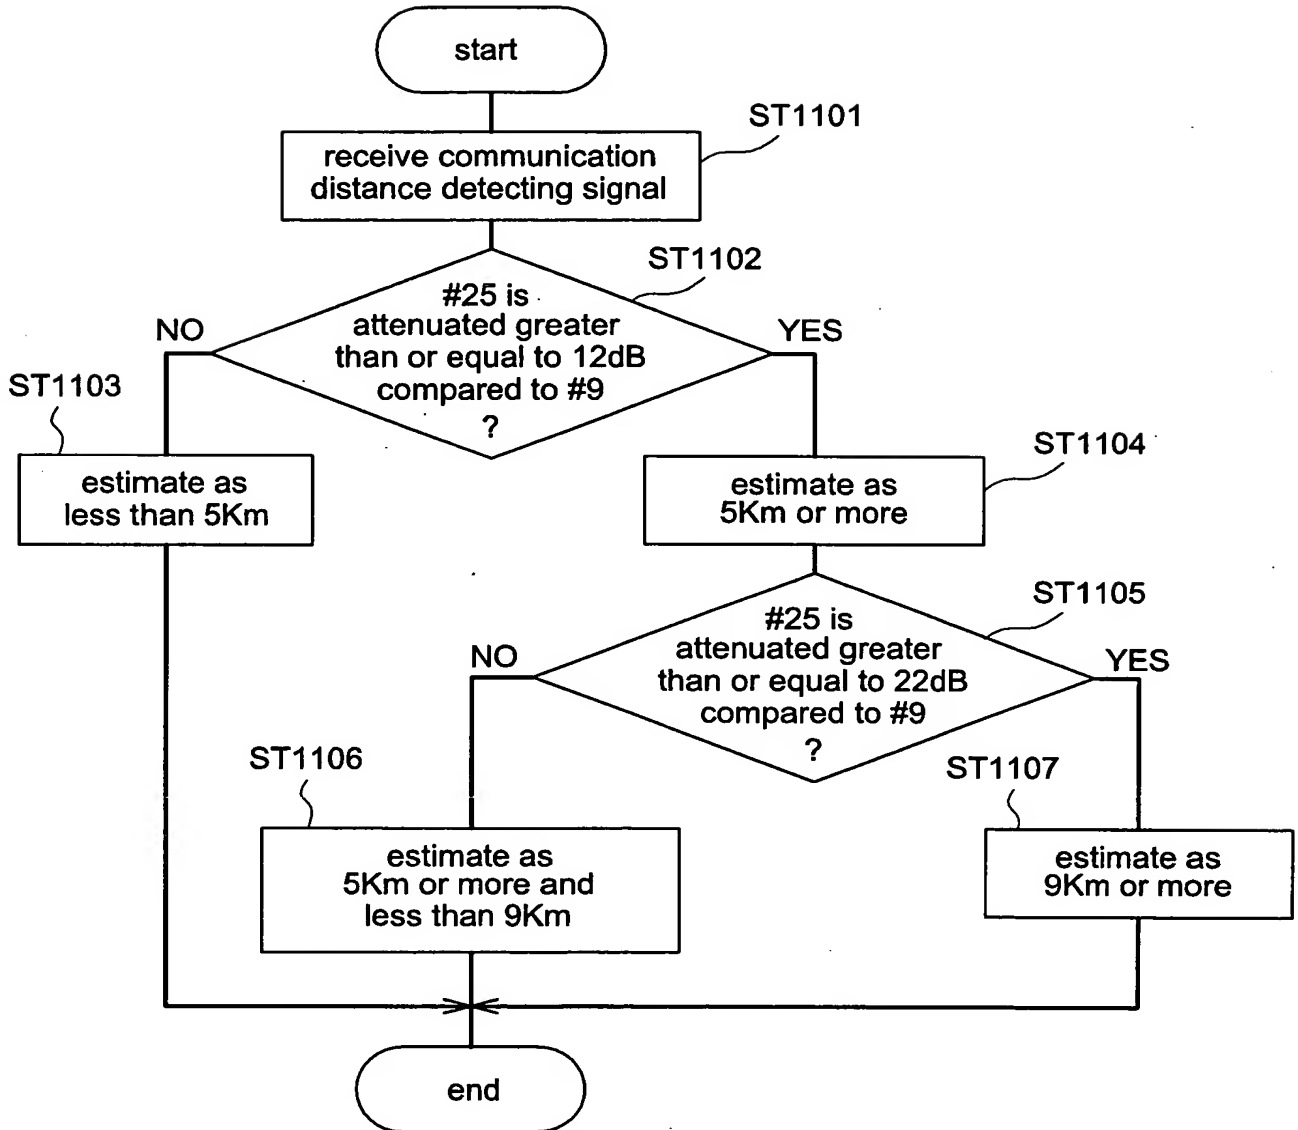 start
ST1101
receive communication
distance detecting signal
ST1102
#25 is
attenuated greater
than or equal to 12dB
compared to #9
?
NO
YES
ST1103
estimate as
less than 5Km
ST1104
estimate as
5Km or more
ST1105
#25 is
attenuated greater
than or equal to 22dB
compared to #9
?
NO
YES
ST1106
estimate as
5Km or more and
less than 9Km
ST1107
estimate as
9Km or more
end